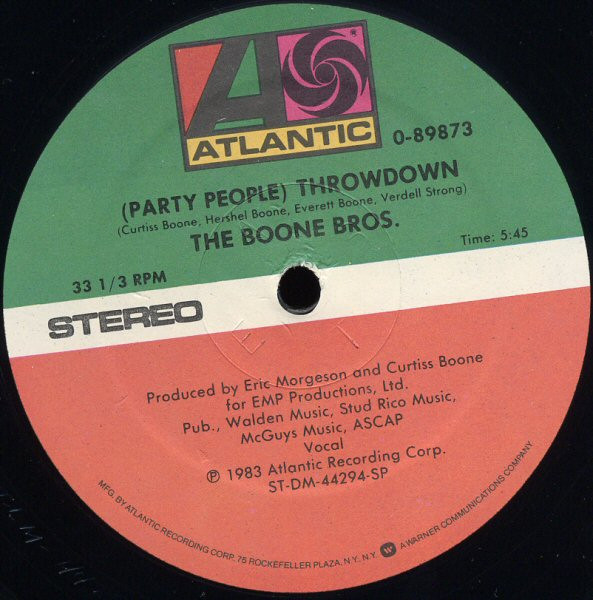 ATLANTIC
0-89873
(PARTY PEOPLE) THROWDOWN
(Curtiss Boone, Hershel Boone, Everett Boone, Verdell Strong)
THE BOONE BROS.
Time: 5:45
33 1/3 RPM
STEREO
Produced by Eric Morgeson and Curtiss Boone
for EMP Productions, Ltd.
Pub., Walden Music, Stud Rico Music,
McGuys Music, ASCAP
Vocal
℗ 1983 Atlantic Recording Corp.
ST-DM-44294-SP
MFG. BY ATLANTIC RECORDING CORP., 75 ROCKEFELLER PLAZA, N.Y., N.Y. A WARNER COMMUNICATIONS COMPANY